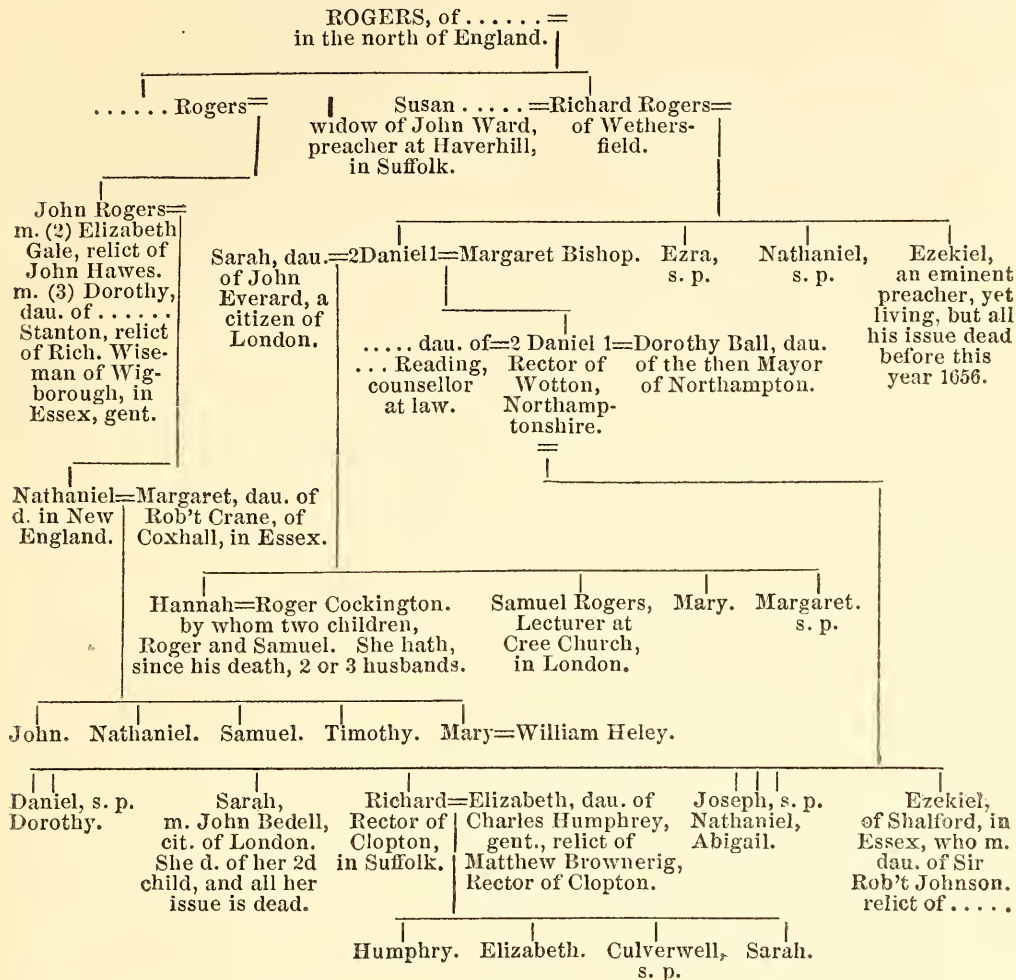 ROGERS, of ...... =
in the north of England.
...... Rogers=
Susan ..... =Richard Rogers=
widow of John Ward,
preacher at Haverhill,
in Suffolk.
of Wethers-
field.
John Rogers=
m. (2) Elizabeth
Gale, relict of
John Hawes.
m. (3) Dorothy,
dau. of ......
Stanton, relict
of Rich. Wise-
man of Wig-
borough, in
Essex, gent.
Sarah, dau.=2Daniel1=Margaret Bishop.
of John
Everard, a
citizen of
London.
Ezra,
s. p.
Nathaniel,
s. p.
Ezekiel,
an eminent
preacher, yet
living, but all
his issue dead
before this
year 1656.
..... dau. of=2 Daniel 1=Dorothy Ball, dau.
... Reading,
counsellor
at law.
Rector of
Wotton,
Northamp-
tonshire.
=
of the then Mayor
of Northampton.
Nathaniel=Margaret, dau. of
d. in New
England.
Rob't Crane, of
Coxhall, in Essex.
Hannah=Roger Cockington.
by whom two children,
Roger and Samuel. She hath,
since his death, 2 or 3 husbands.
Samuel Rogers,
Lecturer at
Cree Church,
in London.
Mary.
Margaret.
s. p.
John. Nathaniel. Samuel. Timothy. Mary=William Heley.
Daniel, s. p.
Dorothy.
Sarah,
m. John Bedell,
cit. of London.
She d. of her 2d
child, and all her
issue is dead.
Richard=Elizabeth, dau. of
Rector of
Clopton,
in Suffolk.
Charles Humphrey,
gent., relict of
Matthew Brownerig,
Rector of Clopton.
Joseph, s. p.
Nathaniel,
Abigail.
Ezekiel,
of Shalford, in
Essex, who m.
dau. of Sir
Rob't Johnson.
relict of .....
Humphry. Elizabeth. Culverwell, Sarah.
s. p.